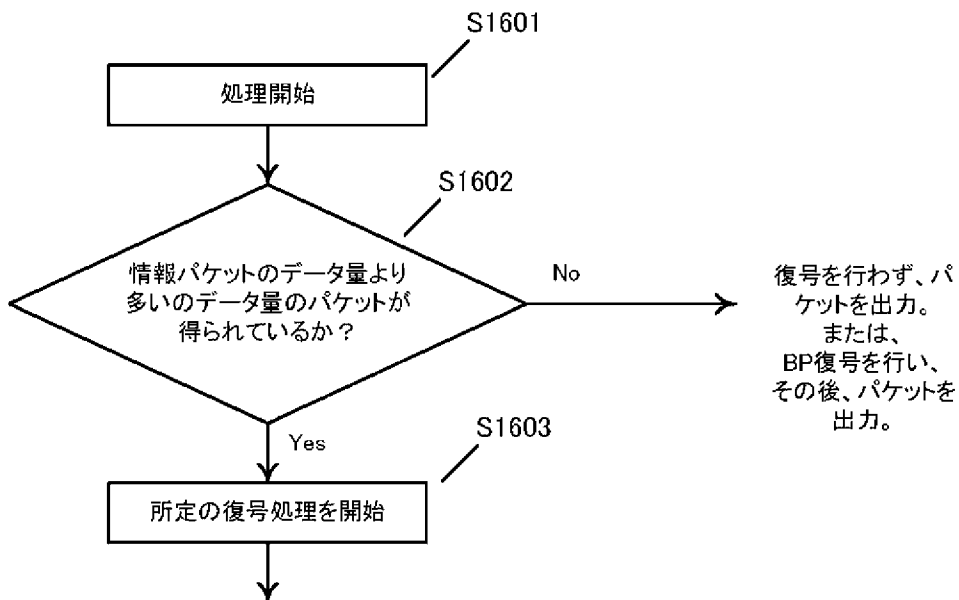 S1601
処理開始
S1602
情報パケットのデータ量より
多いのデータ量のパケットが
得られているか?
No
復号を行わず、パ
ケットを出力。
または、
BP復号を行い、
その後、パケットを
出力。
Yes
S1603
所定の復号処理を開始